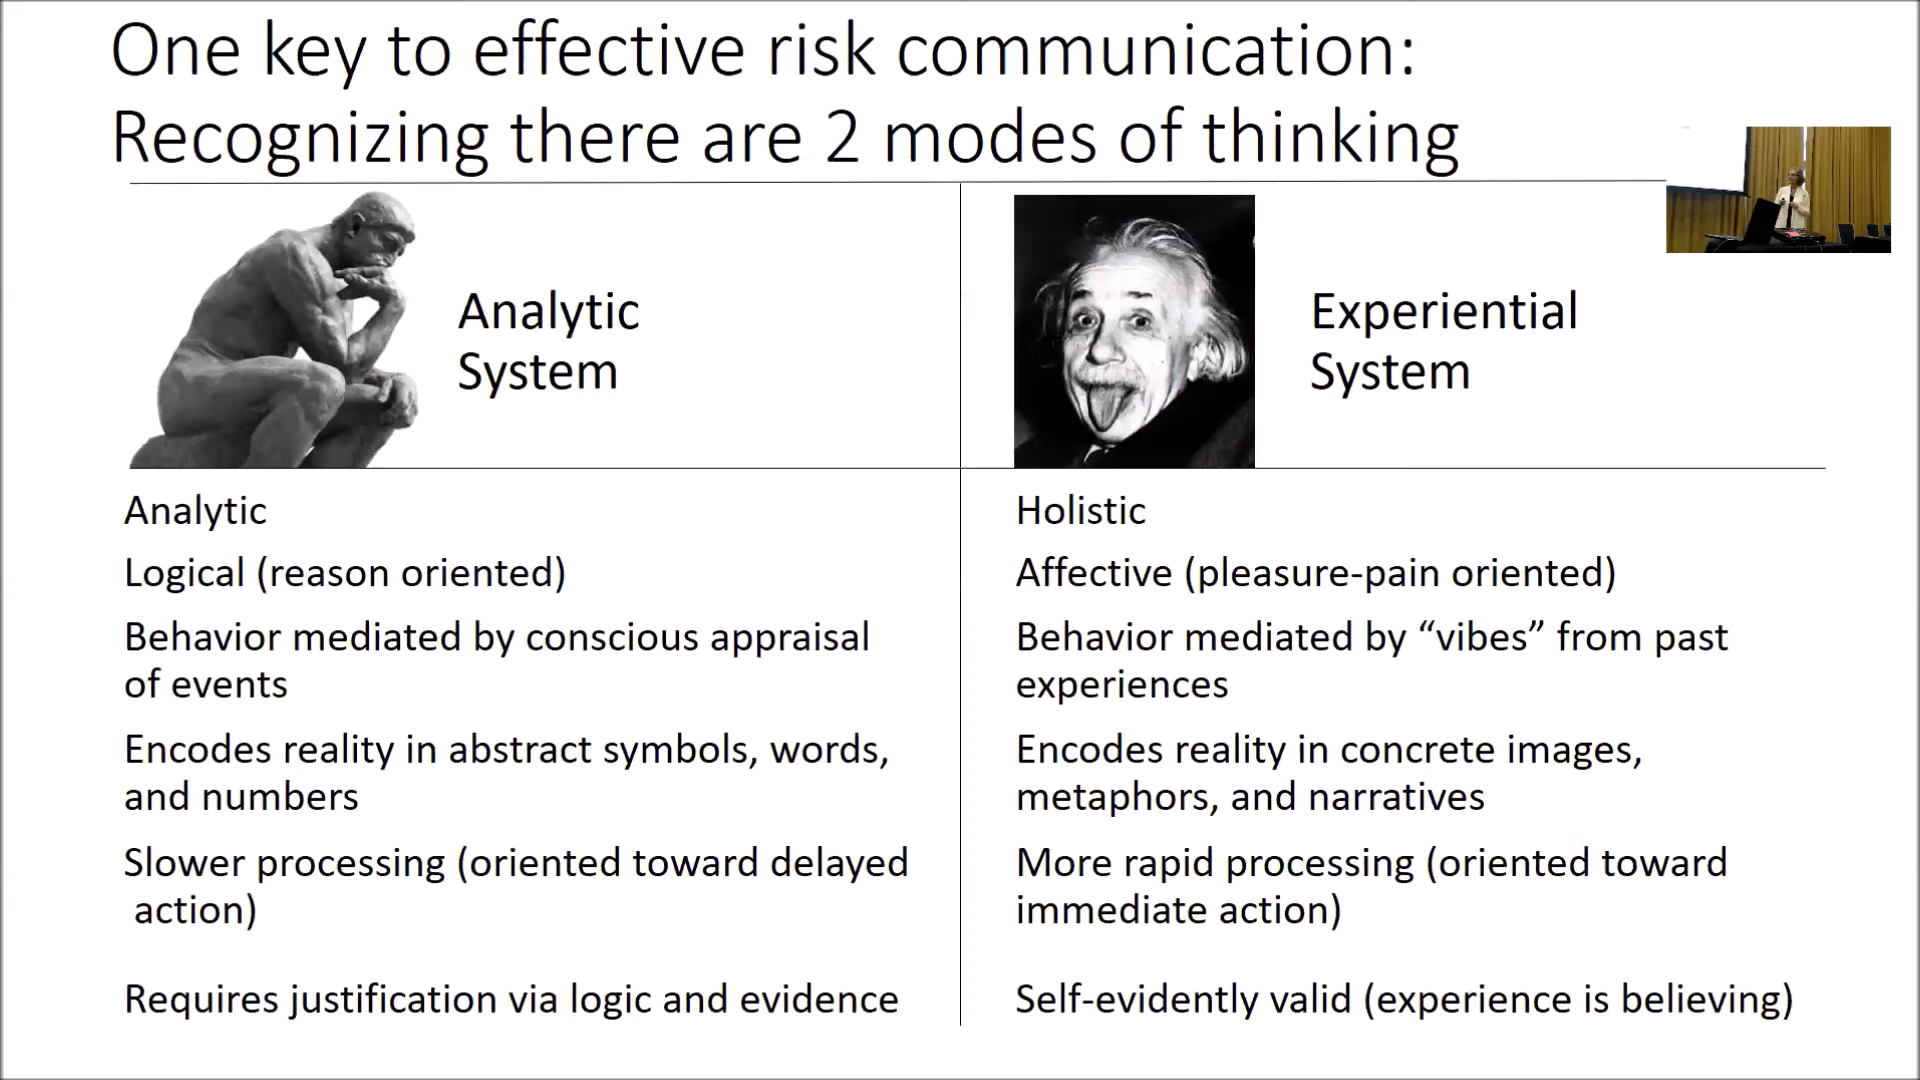 One key to effective risk communication:
Recognizing there are 2 modes of thinking
Analytic
System
Experiential
System
Analytic
Logical (reason oriented)
Behavior mediated by conscious appraisal
of events
Encodes reality in abstract symbols, words,
and numbers
Slower processing (oriented toward delayed
action)
Requires justification via logic and evidence
Holistic
Affective (pleasure-pain oriented)
Behavior mediated by “vibes” from past
experiences
Encodes reality in concrete images,
metaphors, and narratives
More rapid processing (oriented toward
immediate action)
Self-evidently valid (experience is believing)